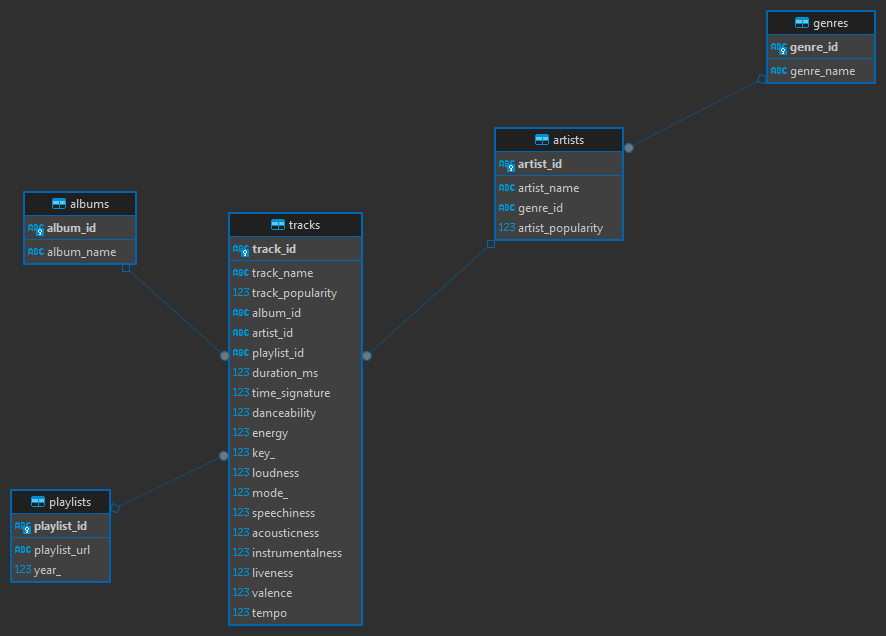 genres
ABC genre_id
ABC genre_name
artists
ABC artist_id
ABC artist_name
ABC genre_id
123 artist_popularity
albums
ABC album_id
ABC album_name
tracks
ABC track_id
ABC track_name
123 track_popularity
ABC album_id
ABC artist_id
ABC playlist_id
123 duration_ms
123 time_signature
123 danceability
123 energy
123 key_
123 loudness
123 mode_
123 speechiness
123 acousticness
123 instrumentalness
123 liveness
123 valence
123 tempo
playlists
ABC playlist_id
ABC playlist_url
123 year_